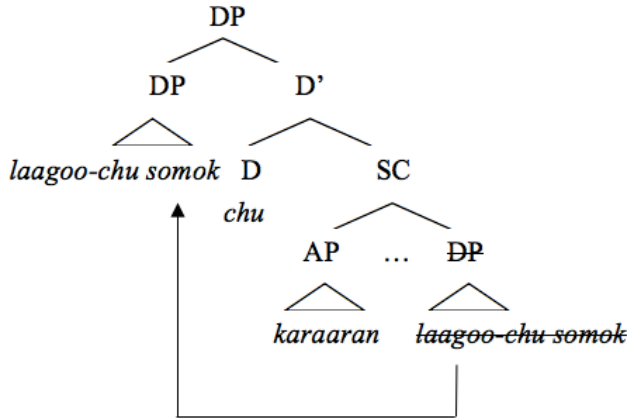 DP
DP D’
laagoo-chu somok D SC
chu
AP … DP
karaaran laagoo-chu somok